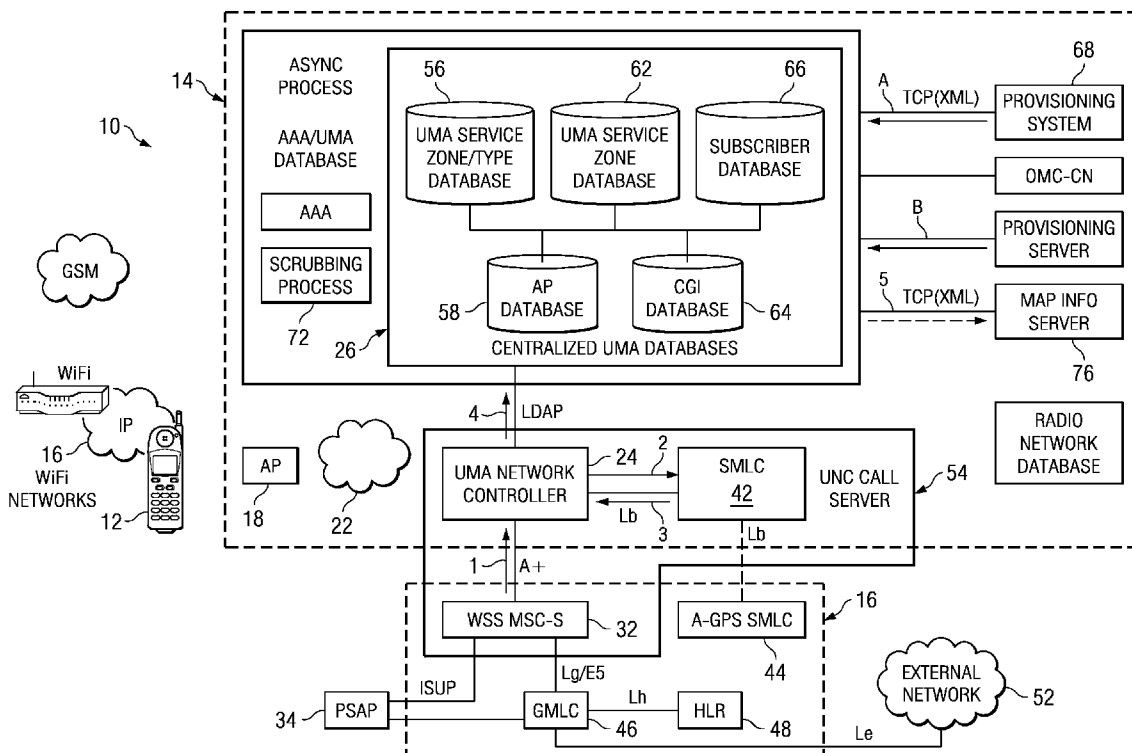 14
10
ASYNC
PROCESS
AAA/UMA
DATABASE
AAA
SCRUBBING
PROCESS
72
56
62
66
UMA SERVICE
ZONE/TYPE
DATABASE
UMA SERVICE
ZONE
DATABASE
SUBSCRIBER
DATABASE
AP
DATABASE
58
CGI
DATABASE
64
26
CENTRALIZED UMA DATABASES
A
TCP(XML)
68
PROVISIONING
SYSTEM
OMC-CN
B
PROVISIONING
SERVER
5
TCP(XML)
MAP INFO
SERVER
76
RADIO
NETWORK
DATABASE
GSM
WiFi
IP
16
WiFi
NETWORKS
12
AP
18
22
4
LDAP
UMA NETWORK
CONTROLLER
24
2
Lb
3
SMLC
42
UNC CALL
SERVER
54
1
A+
Lb
WSS MSC-S
32
A-GPS SMLC
44
16
ISUP
Lg/E5
PSAP
34
GMLC
46
Lh
HLR
48
Le
EXTERNAL
NETWORK
52